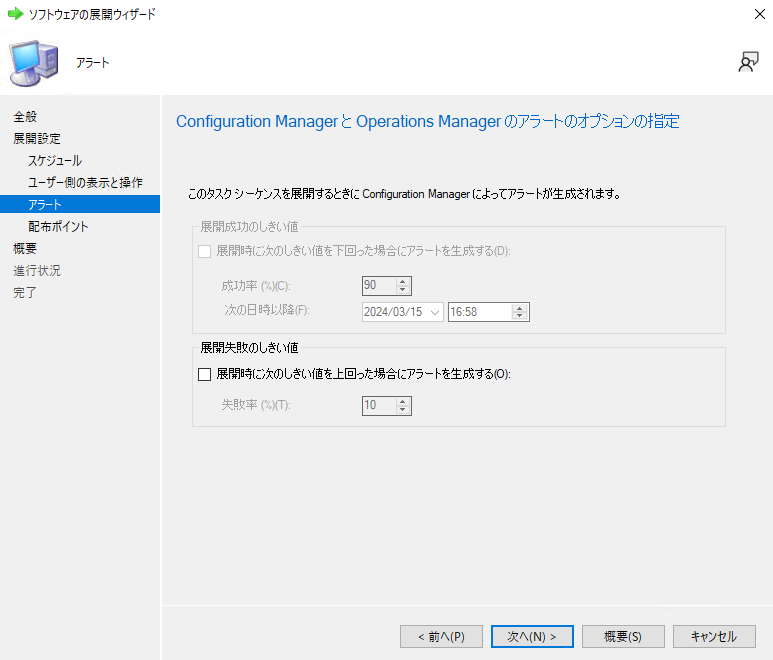 ソフトウェアの展開ウィザード
アラート
全般
展開設定
スケジュール
ユーザー側の表示と操作
アラート
配布ポイント
概要
進行状況
完了
Configuration Manager と Operations Manager のアラートのオプションの指定
このタスク シーケンスを展開するときに Configuration Manager によってアラートが生成されます。
展開成功のしきい値
展開時に次のしきい値を下回った場合にアラートを生成する(D):
成功率 (%)(C):
90
次の日時以降(F):
2024/03/15
16:58
展開失敗のしきい値
展開時に次のしきい値を上回った場合にアラートを生成する(O):
失敗率 (%)(T):
10
< 前へ(P)
次へ(N) >
概要(S)
キャンセル